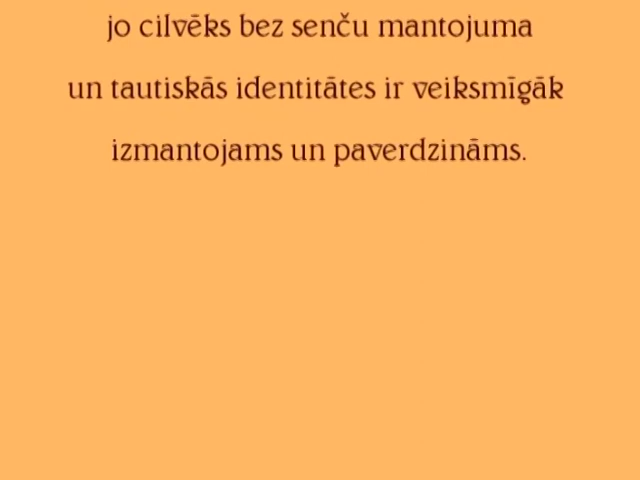 jo cilvēks bez senču mantojuma
un tautiskās identitātes ir veiksmīgāk
izmantojams un paverdzināms.